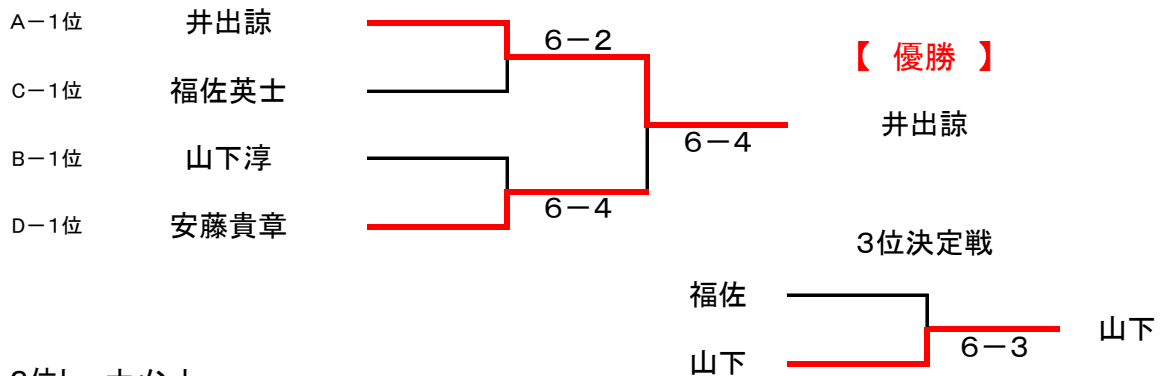 A－1位 井出諒
6－2
【 優勝 】
C－1位 福佐英士
井出諒
6－4
B－1位 山下淳
6－4
D－1位 安藤貴章
3位決定戦
福佐
山下
6－3
山下